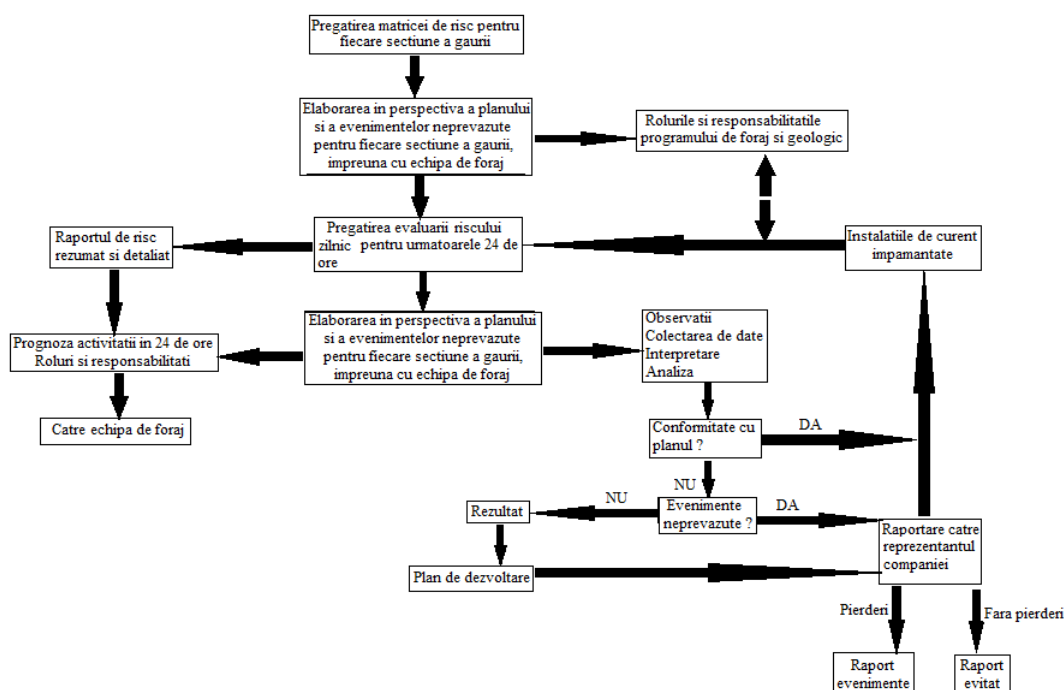 Pregatirea matricei de risc pentru
fiecare sectiune a gaurii
Elaborarea in perspectiva a planului
si a evenimentelor neprevazute
pentru fiecare sectiune a gaurii,
impreuna cu echipa de foraj
Rolurile si responsabilitatile
programului de foraj si geologic
Pregatirea evaluarii riscului
zilnic pentru urmatoarele 24 de
ore
Raportul de risc
rezumat si detaliat
Instalatiile de curent
impamantate
Elaborarea in perspectiva a planului
si a evenimentelor neprevazute
pentru fiecare sectiune a gaurii,
impreuna cu echipa de foraj
Prognoza activitatii in 24 de ore
Roluri si responsabilitati
Observatii
Colectarea de date
Interpretare
Analiza
Catre echipa de foraj
Conformitate cu
planul ?
DA
NU
Evenimente
neprevazute ?
NU
DA
Rezultat
Plan de dezvoltare
Raportare catre
reprezentantul
companiei
Pierderi
Fara pierderi
Raport
evenimente
Raport
evitat